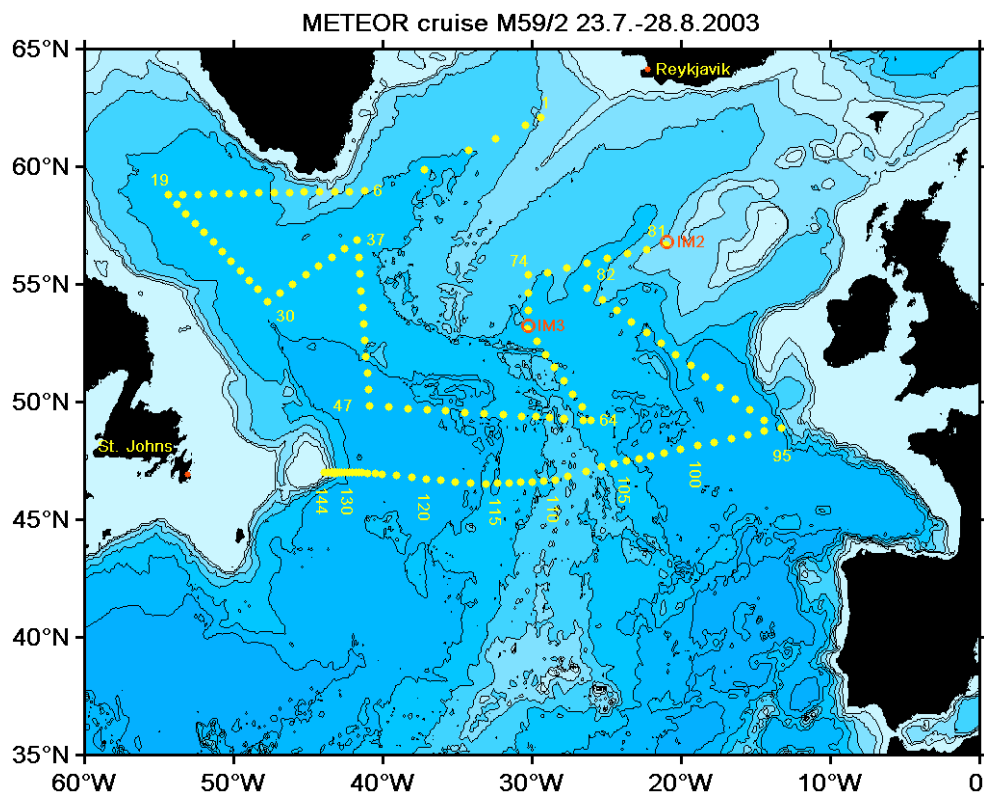 METEOR cruise M59/2 23.7.-28.8.2003
65°N
Reykjavik
1
60°N
19
6
37
81
IM2
74
82
55°N
30
IM3
50°N
47
64
St. Johns
95
100
105
110
115
120
130
144
45°N
40°N
35°N
60°W 50°W 40°W 30°W 20°W 10°W 0°